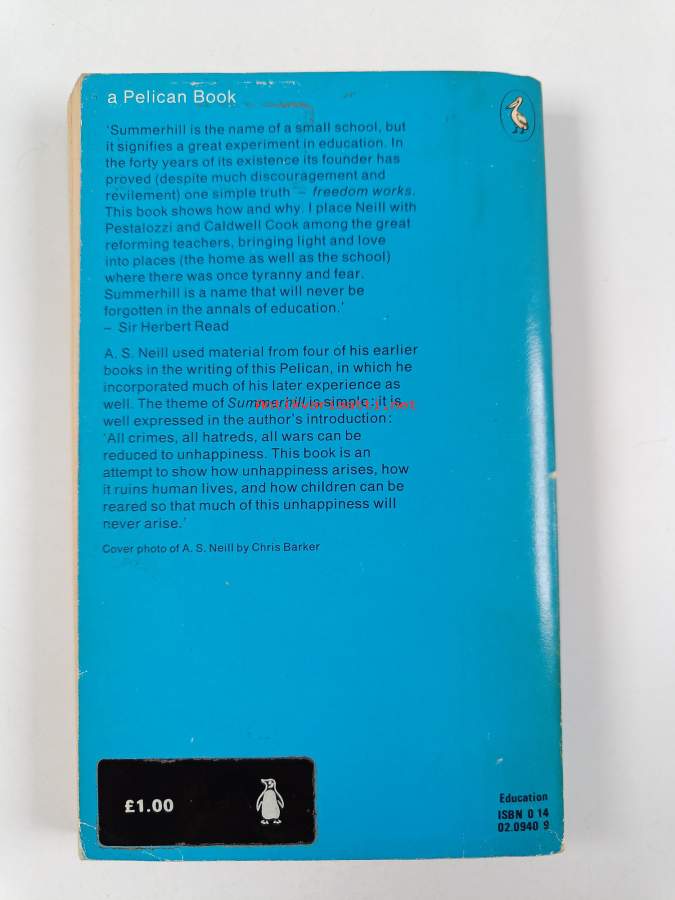 a Pelican Book
'Summerhill is the name of a small school, but
it signifies a great experiment in education. In
the forty years of its existence its founder has
proved (despite much discouragement and
revilement) one simple truth – freedom works.
This book shows how and why. I place Neill with
Pestalozzi and Caldwell Cook among the great
reforming teachers, bringing light and love
into places (the home as well as the school)
where there was once tyranny and fear.
Summerhill is a name that will never be
forgotten in the annals of education.'
– Sir Herbert Read
A. S. Neill used material from four of his earlier
books in the writing of this Pelican, in which he
incorporated much of his later experience as
well. The theme of Summerhill is simple; it is
well expressed in the author's introduction:
'All crimes, all hatreds, all wars can be
reduced to unhappiness. This book is an
attempt to show how unhappiness arises, how
it ruins human lives, and how children can be
reared so that much of this unhappiness will
never arise.'
Cover photo of A. S. Neill by Chris Barker
£1.00
Education
ISBN 0 14
02.0940 9